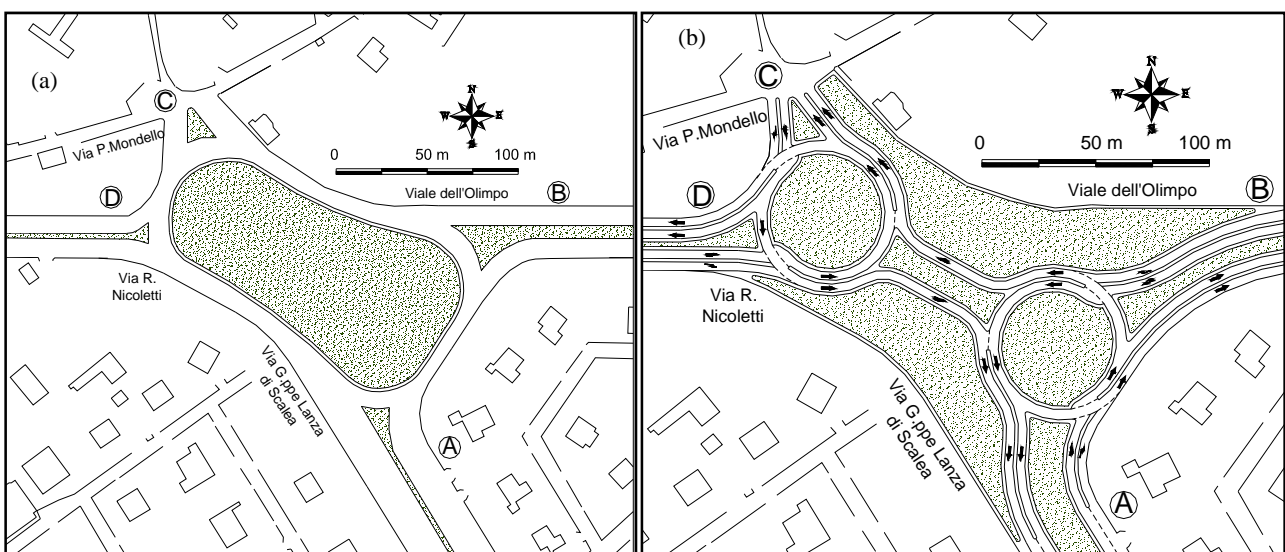 (a)
C
Via P.Mondello
N
W
E
S
0 50 m 100 m
D
Viale dell'Olimpo
B
Via R.
Nicoletti
Via G.ppe Lanza
di Scalea
A
(b)
C
Via P.Mondello
N
W
E
S
0 50 m 100 m
D
Viale dell'Olimpo
B
Via R.
Nicoletti
Via G.ppe Lanza
di Scalea
A